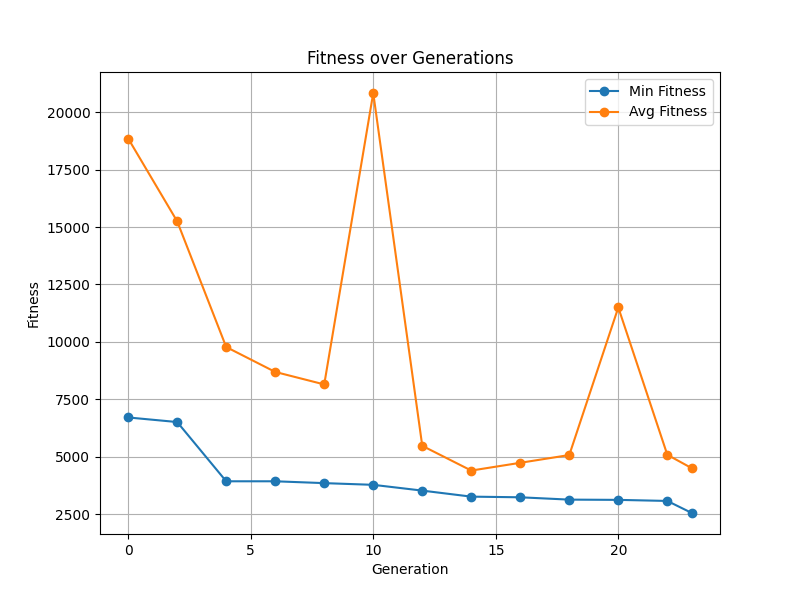 Fitness over Generations
Min Fitness
Avg Fitness
20000
17500
15000
12500
10000
7500
5000
2500
Fitness
0 5 10 15 20
Generation